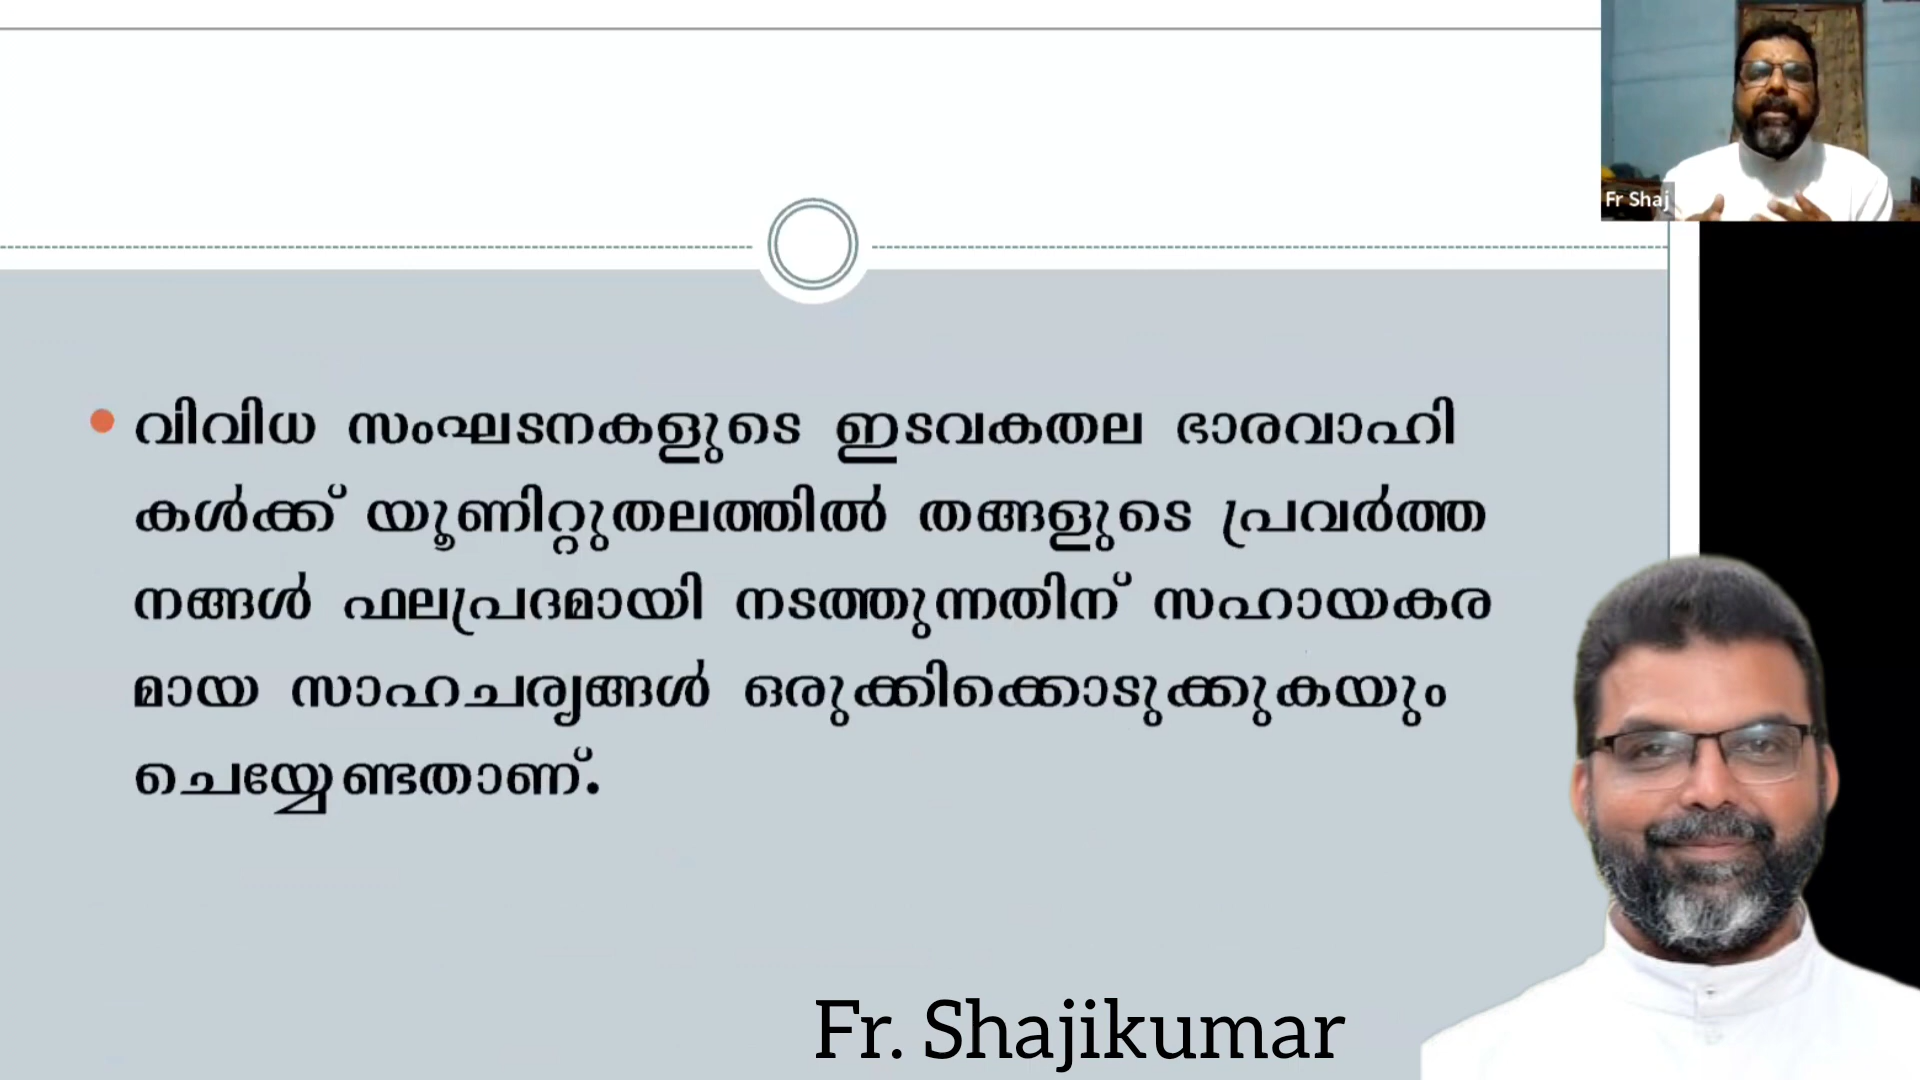 Fr Shaj
• വിവിധ സംഘടനകളുടെ ഇടവകതല ഭാരവാഹി
കൾക്ക് യൂണിറ്റുതലത്തിൽ തങ്ങളുടെ പ്രവർത്ത
നങ്ങൾ ഫലപ്രദമായി നടത്തുന്നതിന് സഹായകര
മായ സാഹചര്യങ്ങൾ ഒരുക്കിക്കൊടുക്കുകയും
ചെയ്യേണ്ടതാണ്.
Fr. Shajikumar